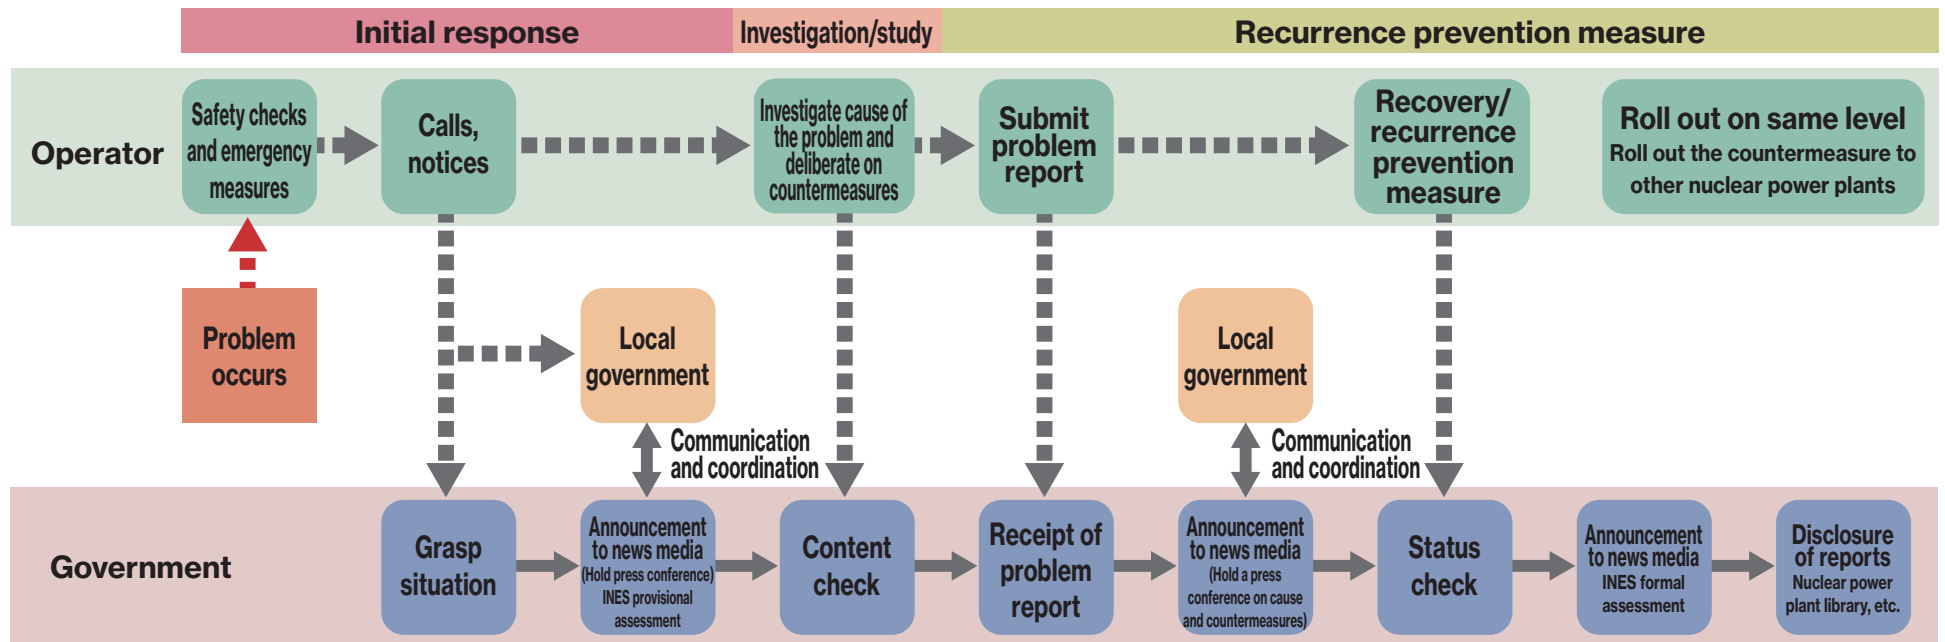 Initial response
Investigation/study
Recurrence prevention measure
Operator
Safety checks
and emergency
measures
Calls,
notices
Investigate cause of
the problem and
deliberate on
countermeasures
Submit
problem
report
Recovery/
recurrence
prevention
measure
Roll out on same level
Roll out the countermeasure to
other nuclear power plants
Problem
occurs
Local
government
Communication
and coordination
Local
government
Communication
and coordination
Government
Grasp
situation
Announcement
to news media
(Hold press conference)
INES provisional
assessment
Content
check
Receipt of
problem
report
Announcement
to news media
(Hold a press
conference on cause
and countermeasures)
Status
check
Announcement
to news media
INES formal
assessment
Disclosure
of reports
Nuclear power
plant library, etc.